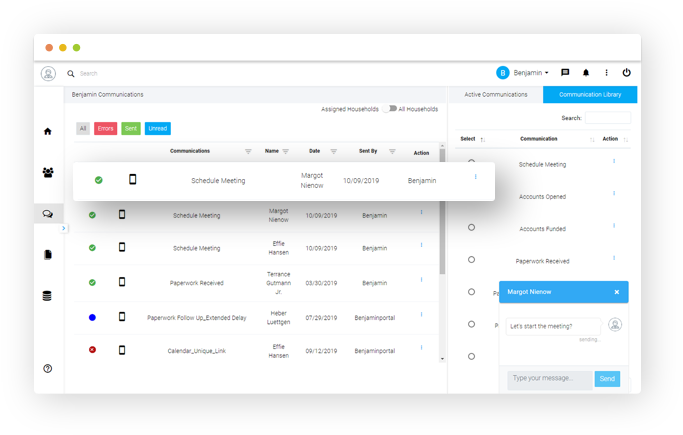 Search
B Benjamin
Benjamin Communications
Active Communications
Communication Library
Assigned Households
All Households
Search:
All
Errors
Sent
Unread
Communications Name Date Sent By Action
Select Communication Action
Schedule Meeting Margot Nienow 10/09/2019 Benjamin
Schedule Meeting Margot Nienow 10/09/2019 Benjamin
Schedule Meeting Effie Hansen 10/09/2019 Benjamin
Paperwork Received Terrance Gutmann Jr. 03/30/2019 Benjamin
Paperwork Follow Up_Extended Delay Heber Luettgen 07/29/2019 Benjaminportal
Calendar_Unique_Link Effie Hansen 09/12/2019 Benjaminportal
Schedule Meeting
Accounts Opened
Accounts Funded
Paperwork Received
Margot Nienow ×
Let's start the meeting?
sending..
Type your message...
Send